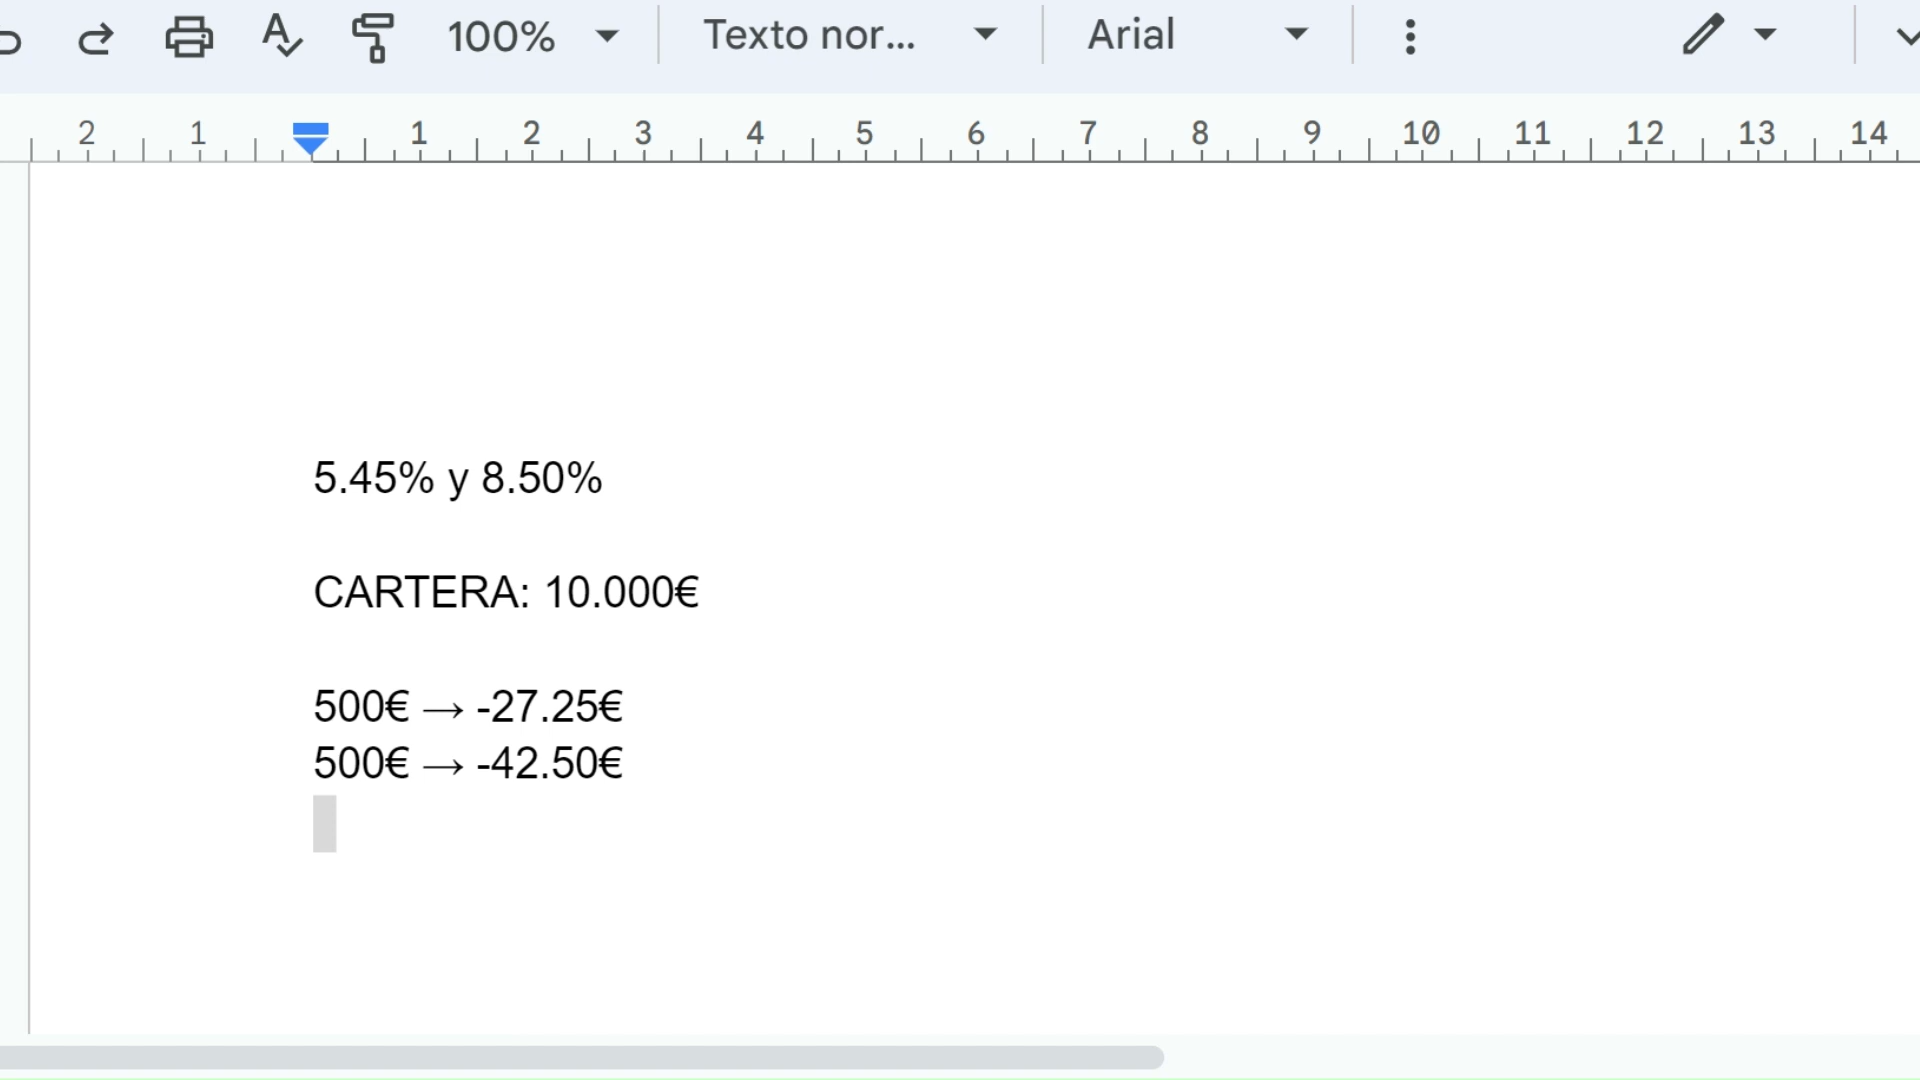 100% Texto nor... Arial
2 1 1 2 3 4 5 6 7 8 9 10 11 12 13 14
5.45% y 8.50%
CARTERA: 10.000€
500€ → -27.25€
500€ → -42.50€